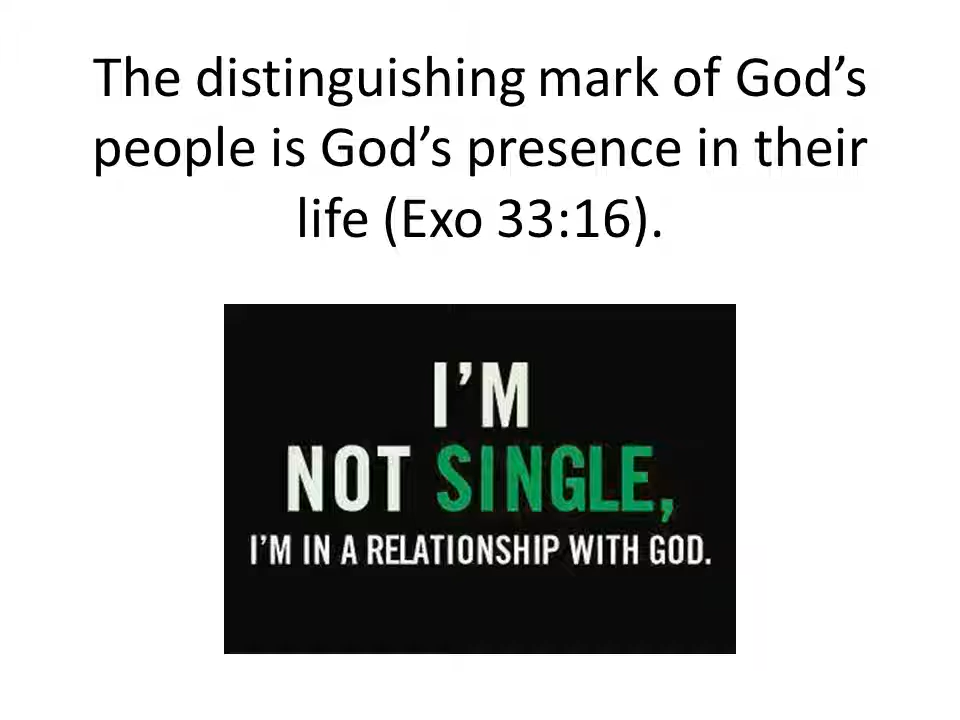 The distinguishing mark of God’s
people is God’s presence in their
life (Exo 33:16).
I’M
NOT SINGLE,
I’M IN A RELATIONSHIP WITH GOD.